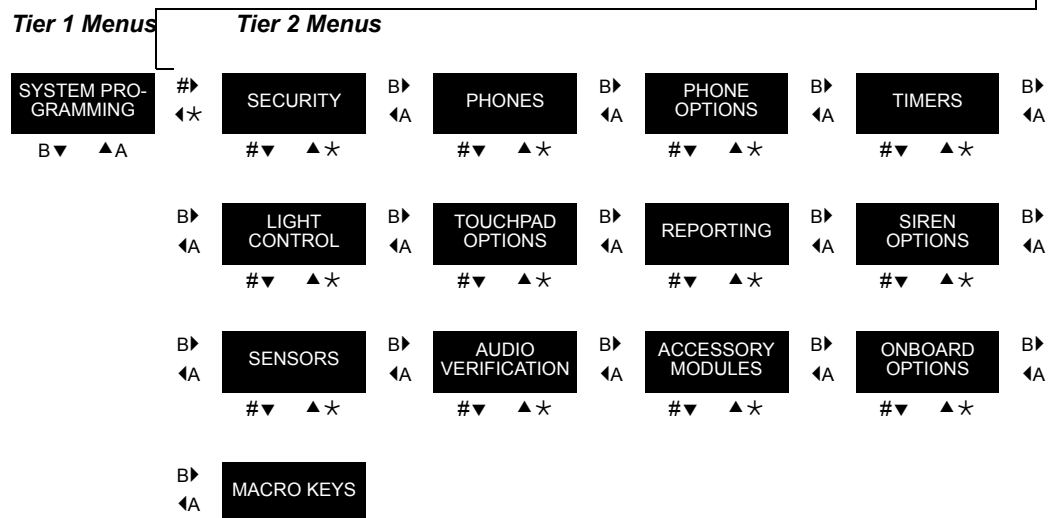 Tier 1 Menus Tier 2 Menus
SYSTEM PRO-
GRAMMING
#▶
◀*
SECURITY
B▶
◀A
PHONES
B▶
◀A
PHONE
OPTIONS
B▶
◀A
TIMERS
B▶
◀A
B▼ ▲A #▼ ▲* #▼ ▲* #▼ ▲* #▼ ▲*
B▶
◀A
LIGHT
CONTROL
B▶
◀A
TOUCHPAD
OPTIONS
B▶
◀A
REPORTING
B▶
◀A
SIREN
OPTIONS
B▶
◀A
#▼ ▲* #▼ ▲* #▼ ▲* #▼ ▲*
B▶
◀A
SENSORS
B▶
◀A
AUDIO
VERIFICATION
B▶
◀A
ACCESSORY
MODULES
B▶
◀A
ONBOARD
OPTIONS
B▶
◀A
#▼ ▲* #▼ ▲* #▼ ▲* #▼ ▲*
B▶
◀A
MACRO KEYS